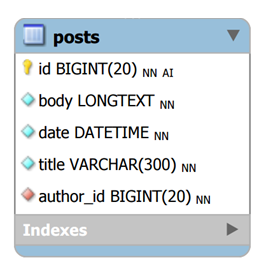 posts
id BIGINT(20) NN AI
body LONGTEXT NN
date DATETIME NN
title VARCHAR(300) NN
author_id BIGINT(20) NN
Indexes